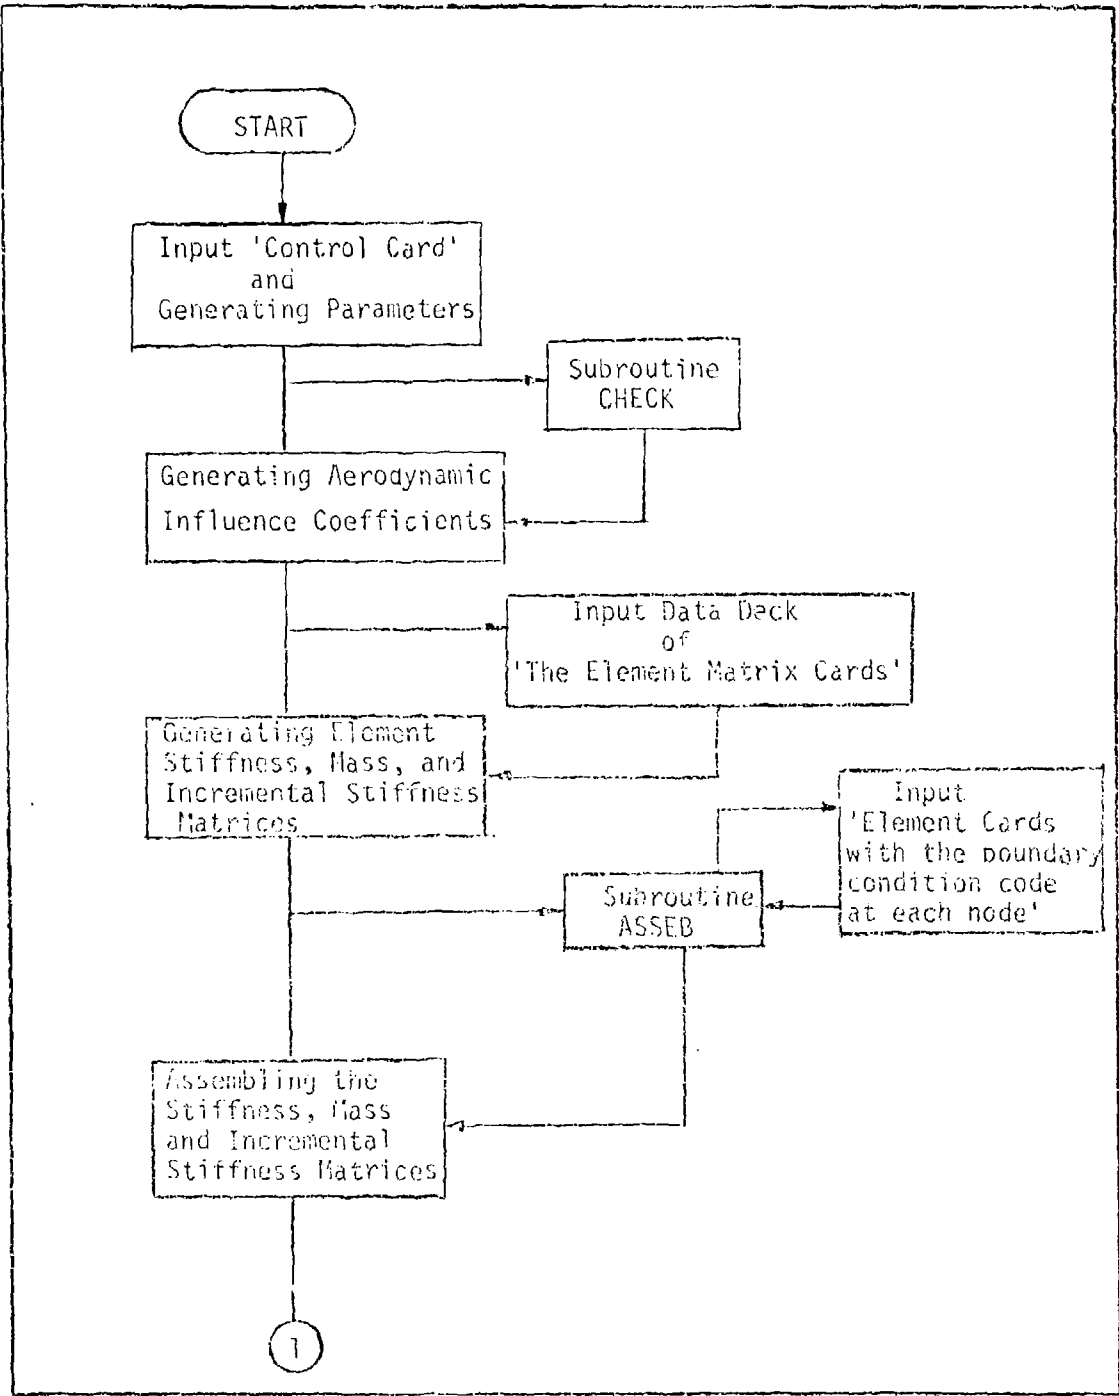 START
Input 'Control Card'
and
Generating Parameters
Subroutine
CHECK
Generating Aerodynamic
Influence Coefficients
Input Data Deck
of
'The Element Matrix Cards'
Generating Element
Stiffness, Mass, and
Incremental Stiffness
Matrices
Input
'Element Cards
with the boundary
condition code
at each node'
Subroutine
ASSEB
Assembling the
Stiffness, Mass
and Incremental
Stiffness Matrices
1